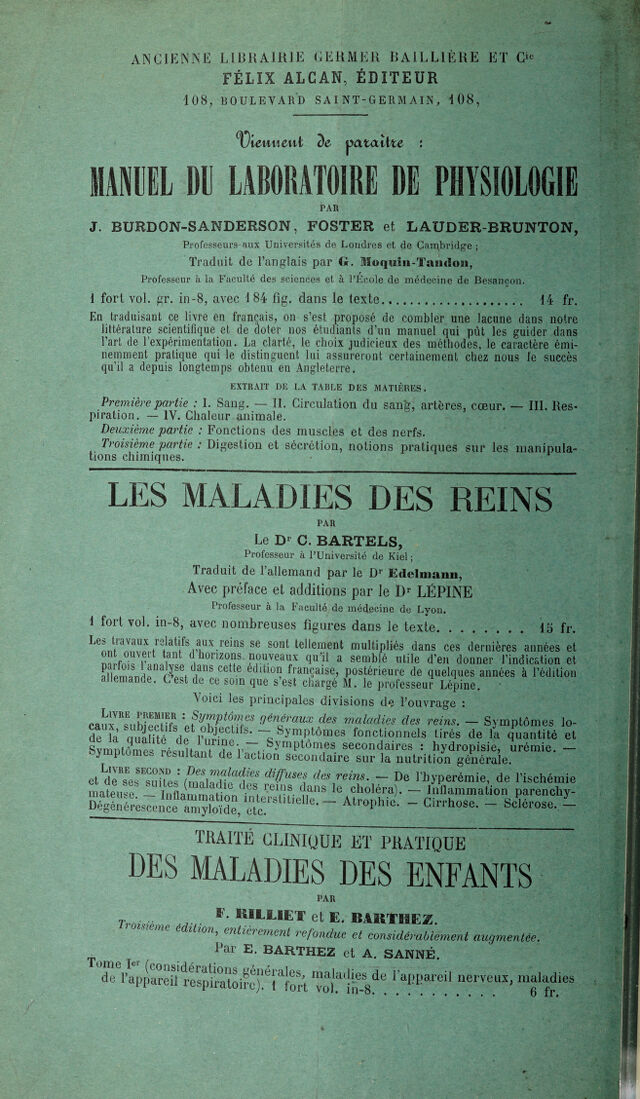 ANCIENNE LIBRAIRIE GERMER BAILLIÈRE ET Cie
FÉLIX ALCAN, ÉDITEUR
108, BOULEVARD SAINT-GERMAIN, 108,
Viennent de paraître :
MANUEL DU LABORATOIRE DE PHYSIOLOGIE
PAR
J. BURDON-SANDERSON, FOSTER et LAUDER-BRUNTON,
Professeurs aux Universités de Londres et de Cambridge ;
Traduit de l'anglais par G. Moquin-Tandon,
Professeur à la Faculté des sciences et à l'École de médecine de Besançon.
1 fort vol. gr. in-8, avec 184 fig. dans le texte.................... 14 fr.
En traduisant ce livre en français, on s'est proposé de combler une lacune dans notre
littérature scientifique et de doter nos étudiants d'un manuel qui pût les guider dans
l'art de l'expérimentation. La clarté, le choix judicieux des méthodes, le caractère émi-
nemment pratique qui le distinguent lui assureront certainement chez nous le succès
qu'il a depuis longtemps obtenu en Angleterre.
EXTRAIT DE LA TABLE DES MATIÈRES.
Première partie : I. Sang. — II. Circulation du sang, artères, cœur. — III. Res-
piration. — IV. Chaleur animale.
Deuxième partie : Fonctions des muscles et des nerfs.
Troisième partie : Digestion et sécrétion, notions pratiques sur les manipula-
tions chimiques.
LES MALADIES DES REINS
PAR
Le Dr C. BARTELS,
Professeur à l'Université de Kiel ;
Traduit de l'allemand par le Dr Edelmann,
Avec préface et additions par le Dr LÉPINE
Professeur à la Faculté de médecine de Lyon.
1 fort vol. in-8, avec nombreuses figures dans le texte. . . . . . . . . 15 fr.
Les travaux relatifs aux reins se sont tellement multipliés dans ces dernières années et
ont ouvert tant d'horizons nouveaux qu'il a semblé utile d'en donner l'indication et
parfois l'analyse dans cette édition française, postérieure de quelques années à l'édition
allemande. C'est de ce soin que s'est chargé M. le professeur Lépine.
Voici les principales divisions de l'ouvrage :
LIVRE PREMIER : Symptômes généraux des maladies des reins. — Symptômes lo-
caux, subjectifs et objectifs. — Symptômes fonctionnels tirés de la quantité et
de la qualité de l'urine. — Symptômes secondaires : hydropisie, urémie. —
Symptômes résultant de l'action secondaire sur la nutrition générale.
LIVRE SECOND : Des maladies diffuses des reins. — De l'hyperémie, de l'ischémie
et de ses suites (maladie des reins dans le choléra). — Inflammation parenchy-
mateuse. — Inflammation interstitielle. — Atrophie. — Cirrhose. — Sclérose. —
Dégénérescence amyloïde, etc.
TRAITÉ CLINIQUE ET PRATIQUE
DES MALADIES DES ENFANTS
PAR
F. RILLIET et E. BARTHEZ.
Troisième édition, entièrement refondue et considérablement augmentée.
Par E. BARTHEZ et A. SANNÉ.
Tome Ier (considérations générales, maladies de l'appareil nerveux, maladies
de l'appareil respiratoire). 1 fort vol. in-8. . . . . . . . . . . 6 fr.